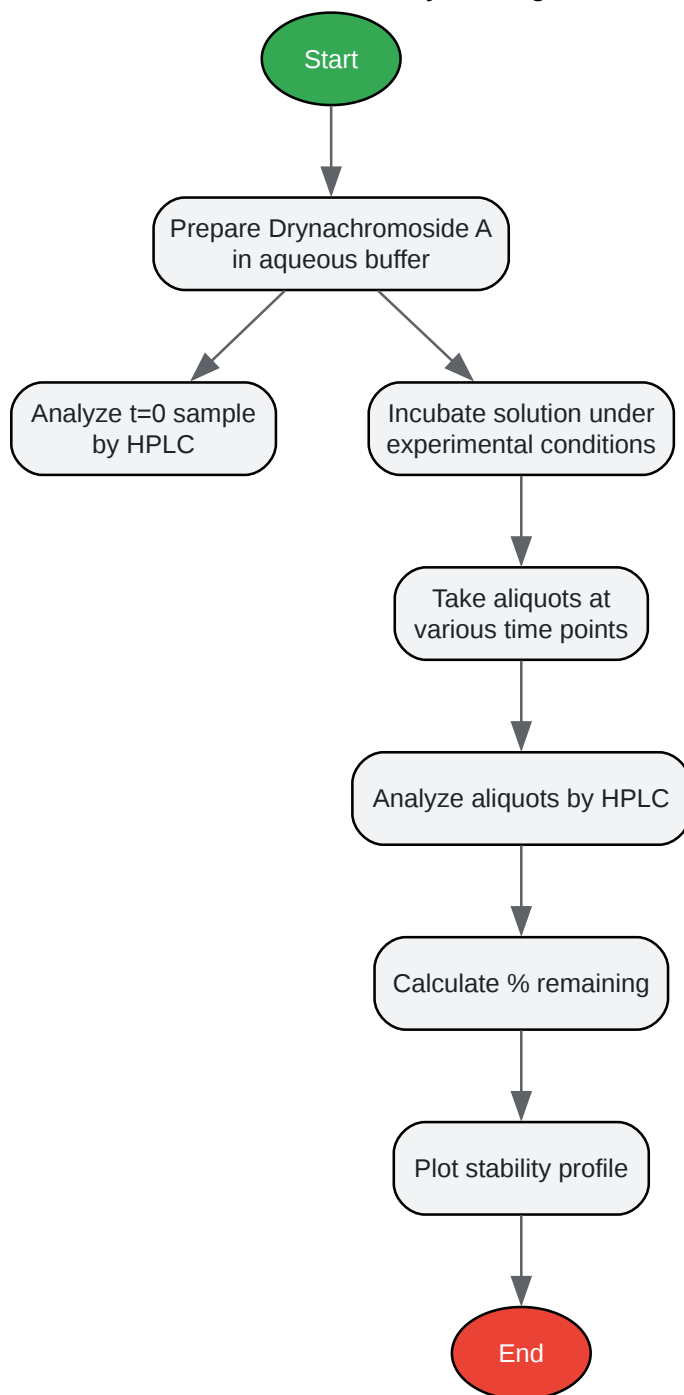 Start
Prepare Drynachromoside A
in aqueous buffer
Analyze t=0 sample
by HPLC
Incubate solution under
experimental conditions
Take aliquots at
various time points
Analyze aliquots by HPLC
Calculate % remaining
Plot stability profile
End